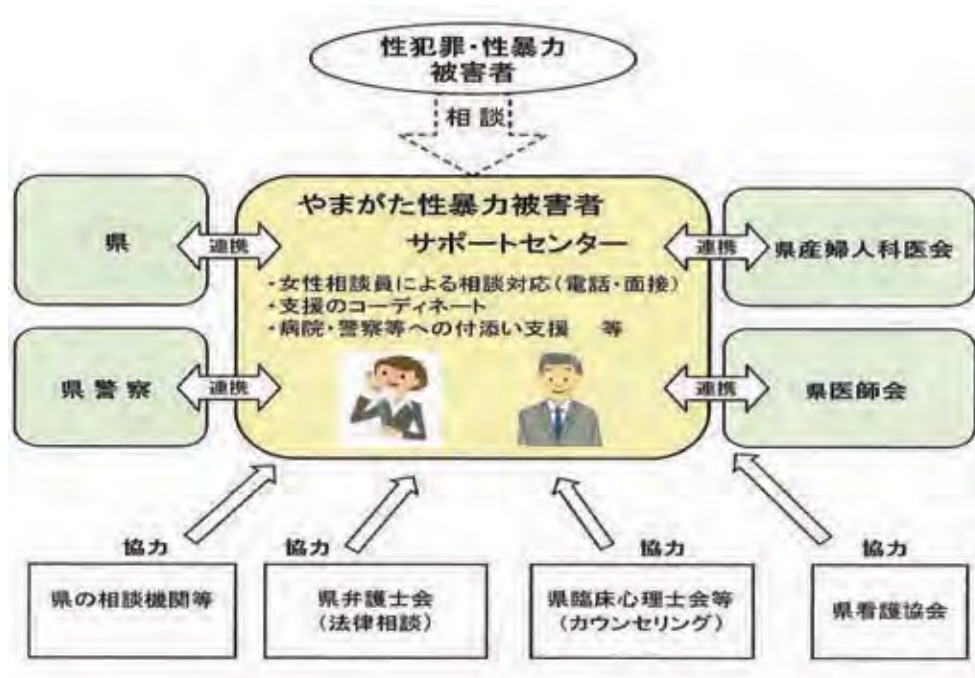 性犯罪・性暴力
被害者
相談
やまがた性暴力被害者
サポートセンター
・女性相談員による相談対応(電話・面接)
・支援のコーディネート
・病院・警察等への付添い支援 等
県
連携
連携
県産婦人科医会
県警察
連携
連携
県医師会
協力
協力
協力
協力
県の相談機関等
県弁護士会
(法律相談)
県臨床心理士会等
(カウンセリング)
県看護協会